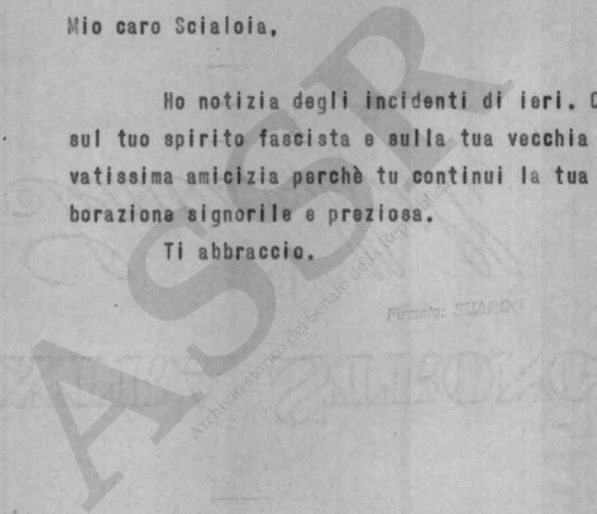 Mio caro Scialoia,
Ho notizia degli incidenti di ieri. C
sul tuo spirito fascista e sulla tua vecchia
vatissima amicizia perchè tu continui la tua
borazione signorile e preziosa.
Ti abbraccio.
Firmato: SUARDO
ASSR
Archivio storico del Senato della Repubblica